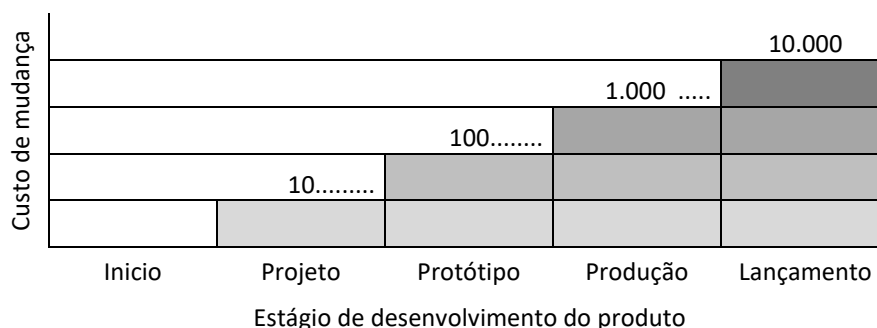 Custo de mudança
10.000
1.000 .....
100........
10.........
Inicio Projeto Protótipo Produção Lançamento
Estágio de desenvolvimento do produto